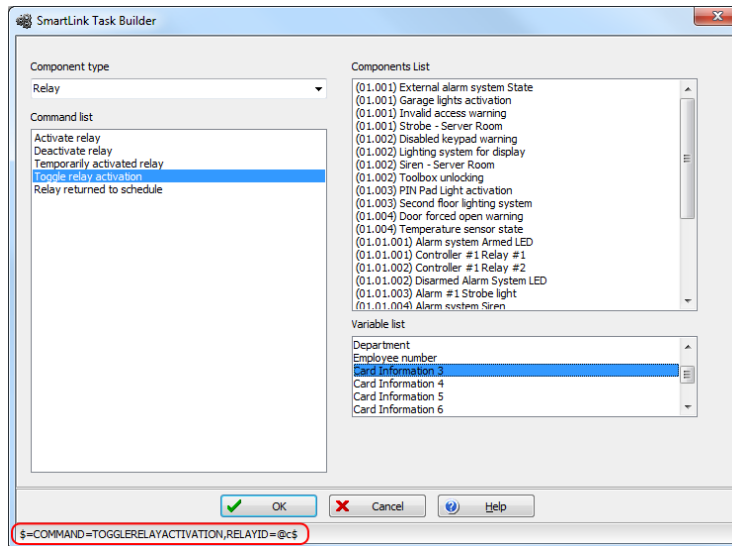 SmartLink Task Builder
Component type
Relay
Command list
Activate relay
Deactivate relay
Temporarily activated relay
Toggle relay activation
Relay returned to schedule
Components List
(01.001) External alarm system State
(01.001) Garage lights activation
(01.001) Invalid access warning
(01.001) Strobe - Server Room
(01.002) Disabled keypad warning
(01.002) Lighting system for display
(01.002) Siren - Server Room
(01.002) Toolbox unlocking
(01.003) PIN Pad Light activation
(01.003) Second floor lighting system
(01.004) Door forced open warning
(01.004) Temperature sensor state
(01.01.001) Alarm system Armed LED
(01.01.001) Controller #1 Relay #1
(01.01.002) Controller #1 Relay #2
(01.01.002) Disarmed Alarm System LED
(01.01.003) Alarm #1 Strobe light
(01.01.004) Alarm system Siren
Variable list
Department
Employee number
Card Information 3
Card Information 4
Card Information 5
Card Information 6
OK
Cancel
Help
$=COMMAND=TOGGLERELAYACTIVATION,RELAYID=@c$